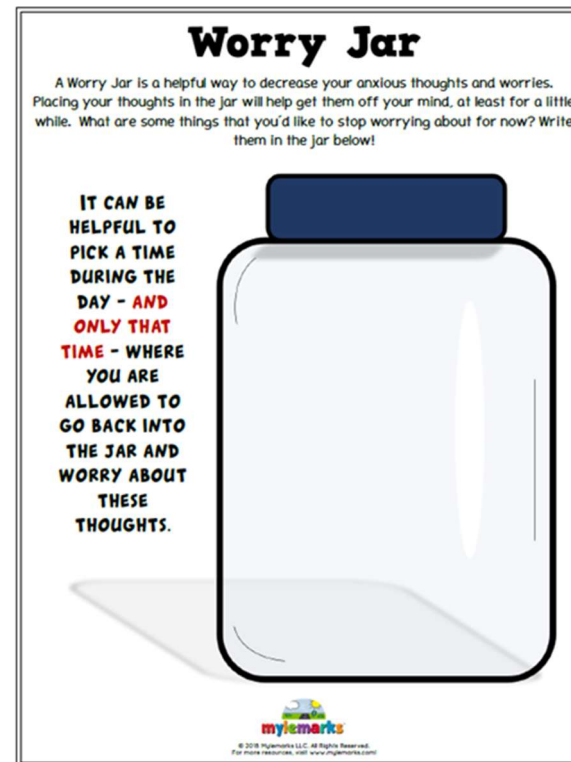 Worry Jar
A Worry Jar is a helpful way to decrease your anxious thoughts and worries.
Placing your thoughts in the jar will help get them off your mind, at least for a little
while. What are some things that you'd like to stop worrying about for now? Write
them in the jar below!
IT CAN BE
HELPFUL TO
PICK A TIME
DURING THE
DAY - AND
ONLY THAT
TIME - WHERE
YOU ARE
ALLOWED TO
GO BACK INTO
THE JAR AND
WORRY ABOUT
THESE
THOUGHTS.
mylemarks
© 2018 Mylemarks LLC. All Rights Reserved.
For more resources, visit www.mylemarks.com!